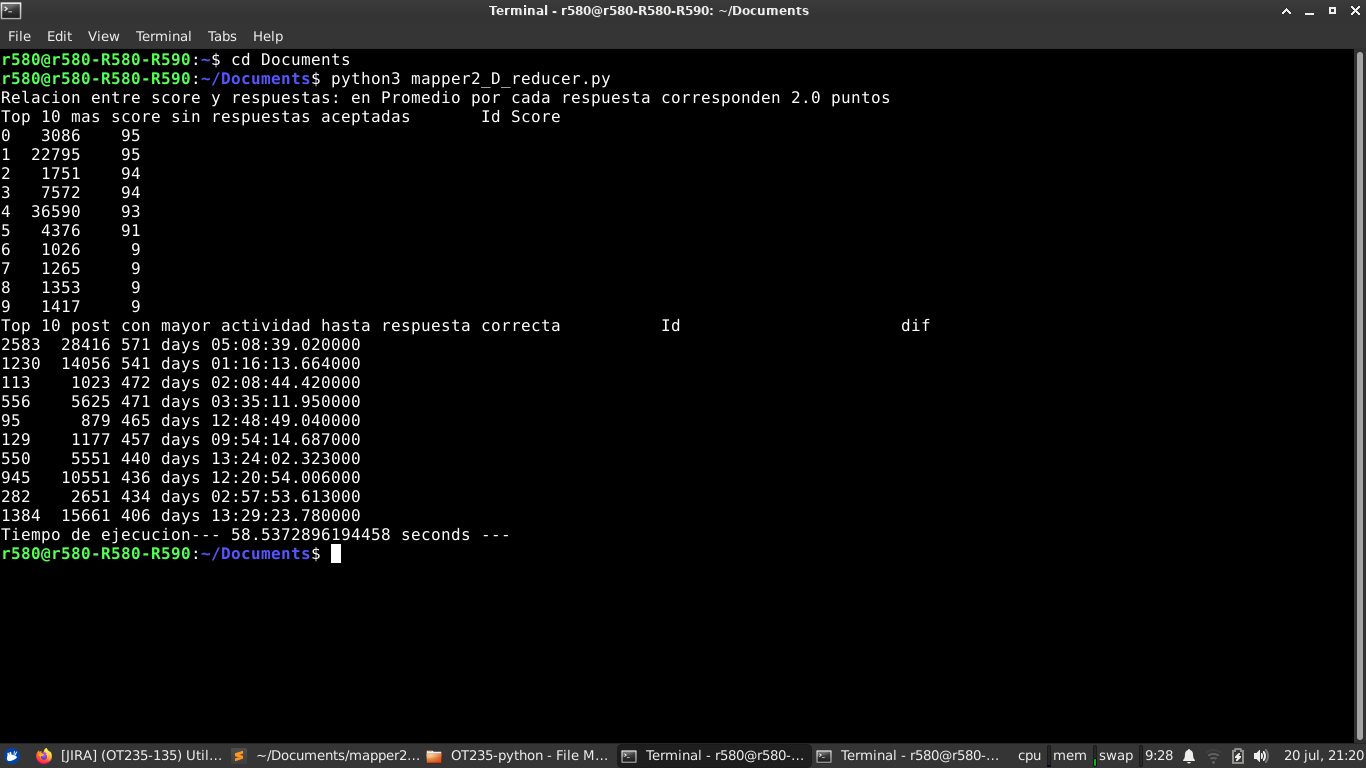 Terminal - r580@r580-R580-R590: ~/Documents
File Edit View Terminal Tabs Help
r580@r580-R580-R590:~$ cd Documents
r580@r580-R580-R590:~/Documents$ python3 mapper2_D_reducer.py
Relacion entre score y respuestas: en Promedio por cada respuesta corresponden 2.0 puntos
Top 10 mas score sin respuestas aceptadas       Id Score
0   3086    95
1  22795    95
2   1751    94
3   7572    94
4  36590    93
5   4376    91
6   1026     9
7   1265     9
8   1353     9
9   1417     9
Top 10 post con mayor actividad hasta respuesta correcta          Id                      dif
2583  28416 571 days 05:08:39.020000
1230  14056 541 days 01:16:13.664000
113    1023 472 days 02:08:44.420000
556    5625 471 days 03:35:11.950000
95      879 465 days 12:48:49.040000
129    1177 457 days 09:54:14.687000
550    5551 440 days 13:24:02.323000
945   10551 436 days 12:20:54.006000
282    2651 434 days 02:57:53.613000
1384  15661 406 days 13:29:23.780000
Tiempo de ejecucion--- 58.5372896194458 seconds ---
r580@r580-R580-R590:~/Documents$
[JIRA] (OT235-135) Util... ~/Documents/mapper2... OT235-python - File M... Terminal - r580@r580-... Terminal - r580@r580-... cpu mem swap 9:28 20 jul, 21:20